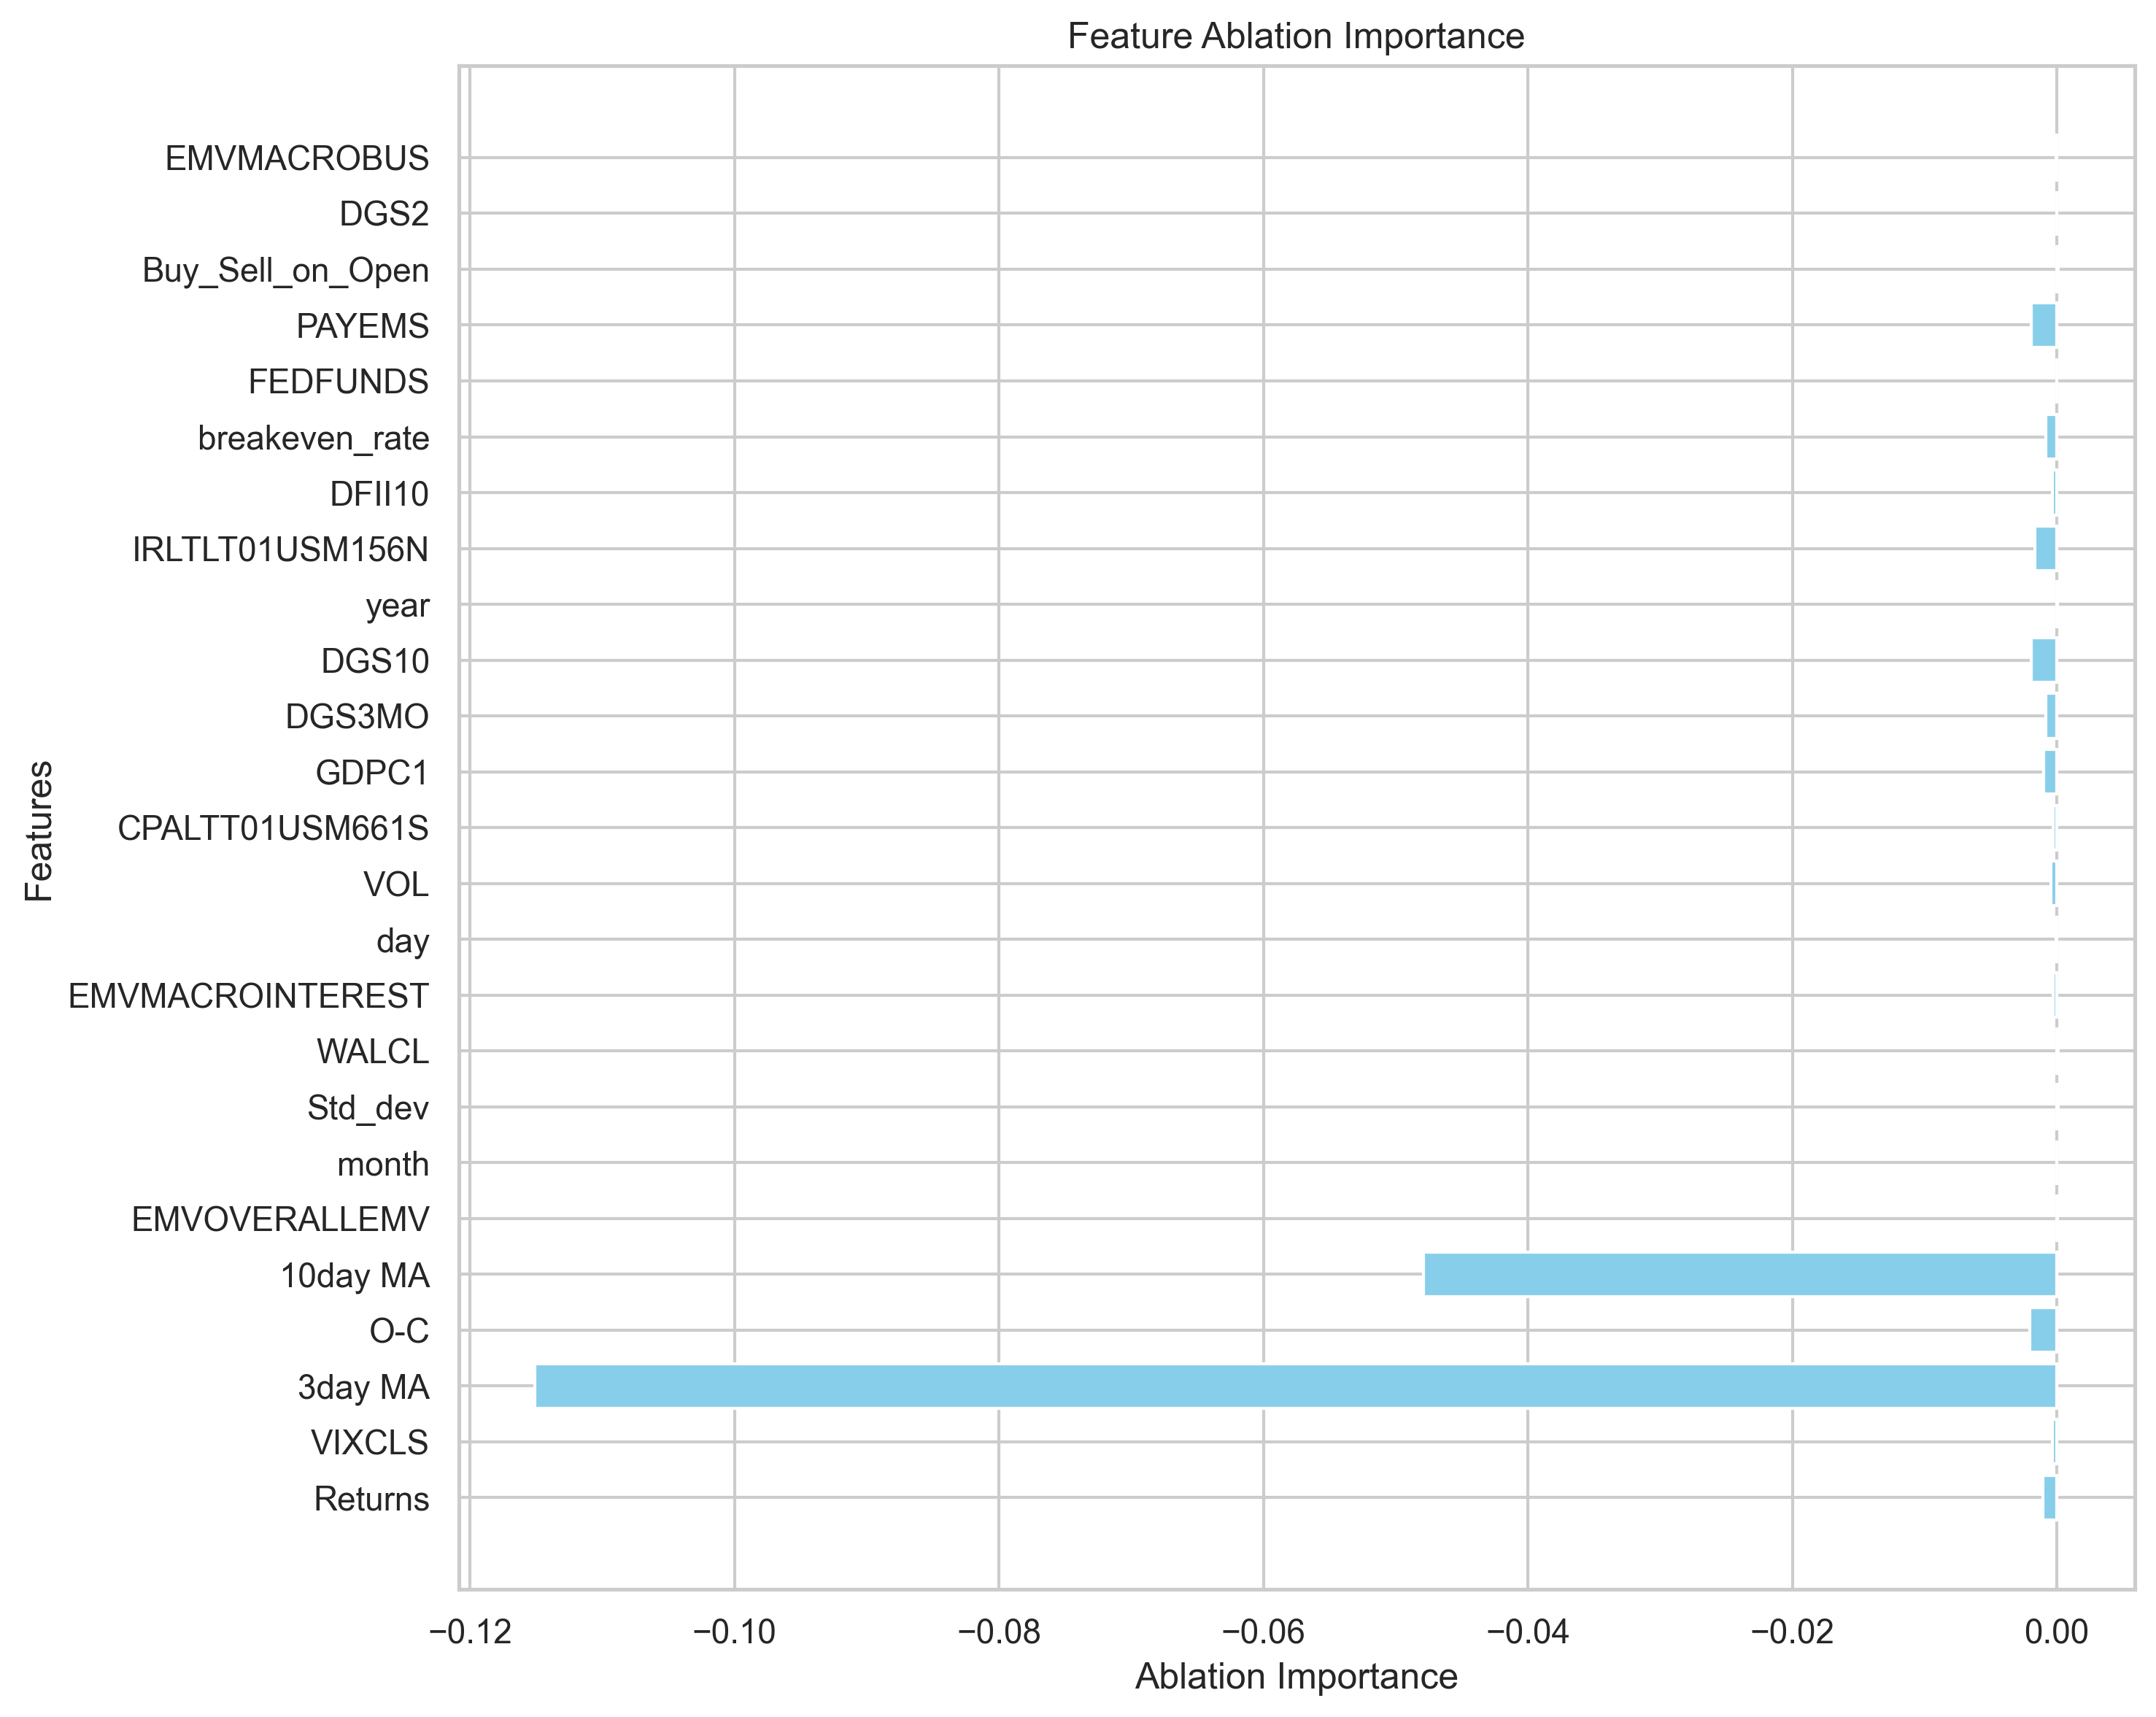 Feature Ablation Importance
EMVMACROBUS
DGS2
Buy_Sell_on_Open
PAYEMS
FEDFUNDS
breakeven_rate
DFII10
IRLTLT01USM156N
year
DGS10
DGS3MO
GDPC1
CPALTT01USM661S
VOL
day
EMVMACROINTEREST
WALCL
Std_dev
month
EMVOVERALLEMV
10day MA
O-C
3day MA
VIXCLS
Returns
Features
−0.12 −0.10 −0.08 −0.06 −0.04 −0.02 0.00
Ablation Importance